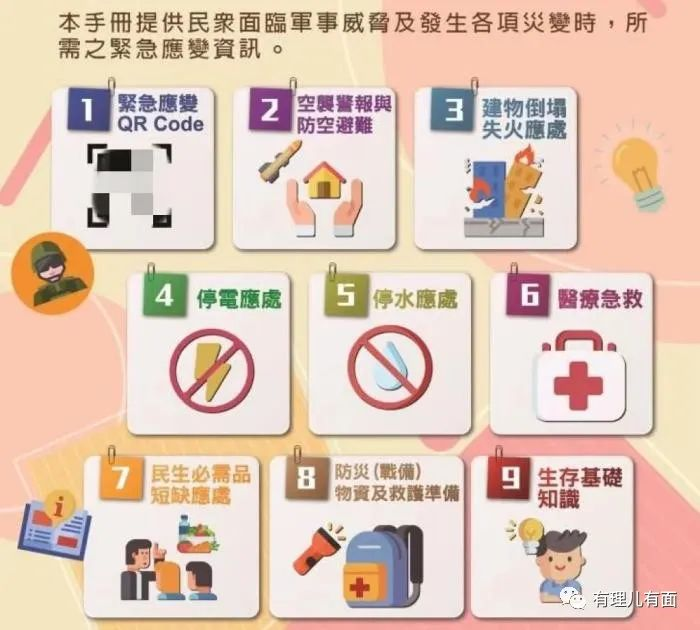 本手冊提供民眾面臨軍事威脅及發生各項災變時，所
需之緊急應變資訊。
1 緊急應變
QR Code
2 空襲警報與
防空避難
3 建物倒塌
失火應處
4 停電應處
5 停水應處
6 醫療急救
7 民生必需品
短缺應處
8 防災(戰備)
物資及救護準備
9 生存基礎
知識
i
有理儿有面